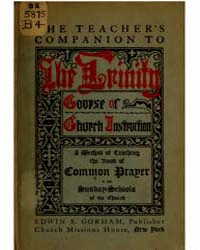 BX
5875
B4
THE TEACHER'S
COMPANION TO
The Trinity
Course of
Church Instruction
A Method of Teaching
the Book of
Common Prayer
in the
Sunday-Schools
of the Church
EDWIN S. GORHAM, Publisher
Church Missions House, New York